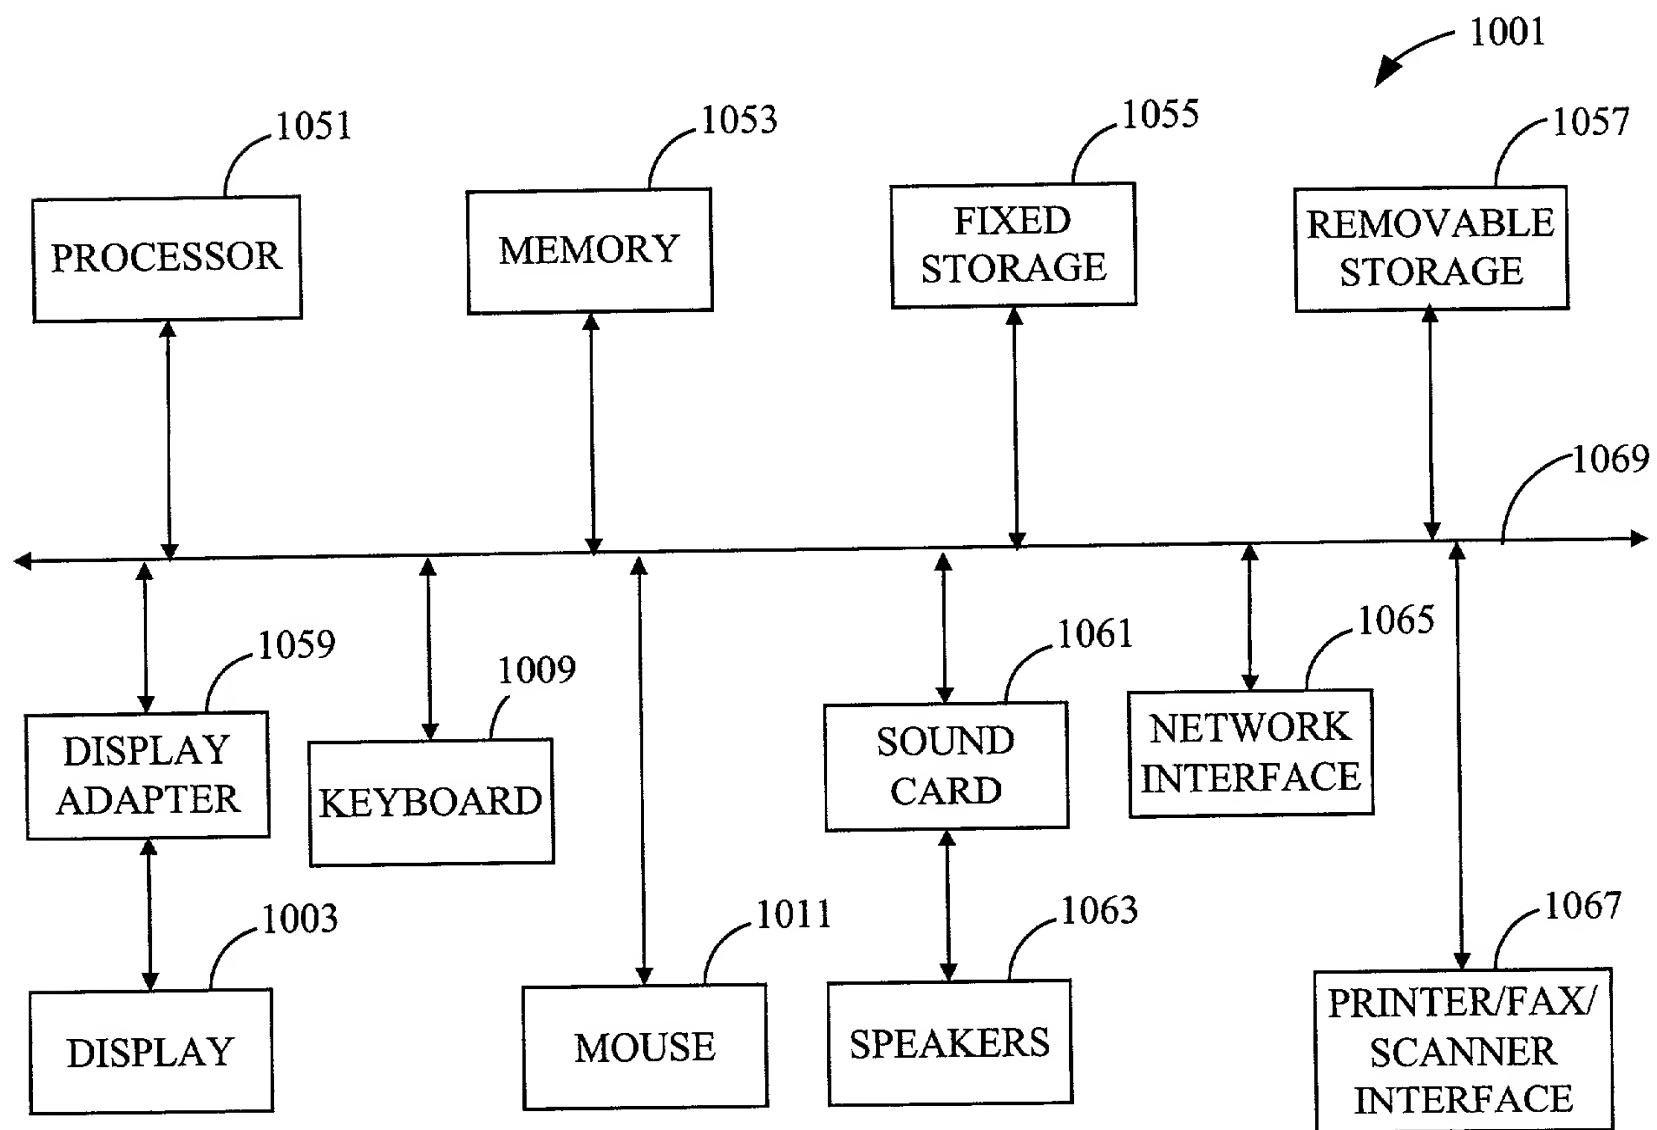 1001
1051
1053
1055
1057
PROCESSOR
MEMORY
FIXED
STORAGE
REMOVABLE
STORAGE
1069
1059
1009
1061
1065
DISPLAY
ADAPTER
KEYBOARD
SOUND
CARD
NETWORK
INTERFACE
1003
1011
1063
1067
DISPLAY
MOUSE
SPEAKERS
PRINTER/FAX/
SCANNER
INTERFACE